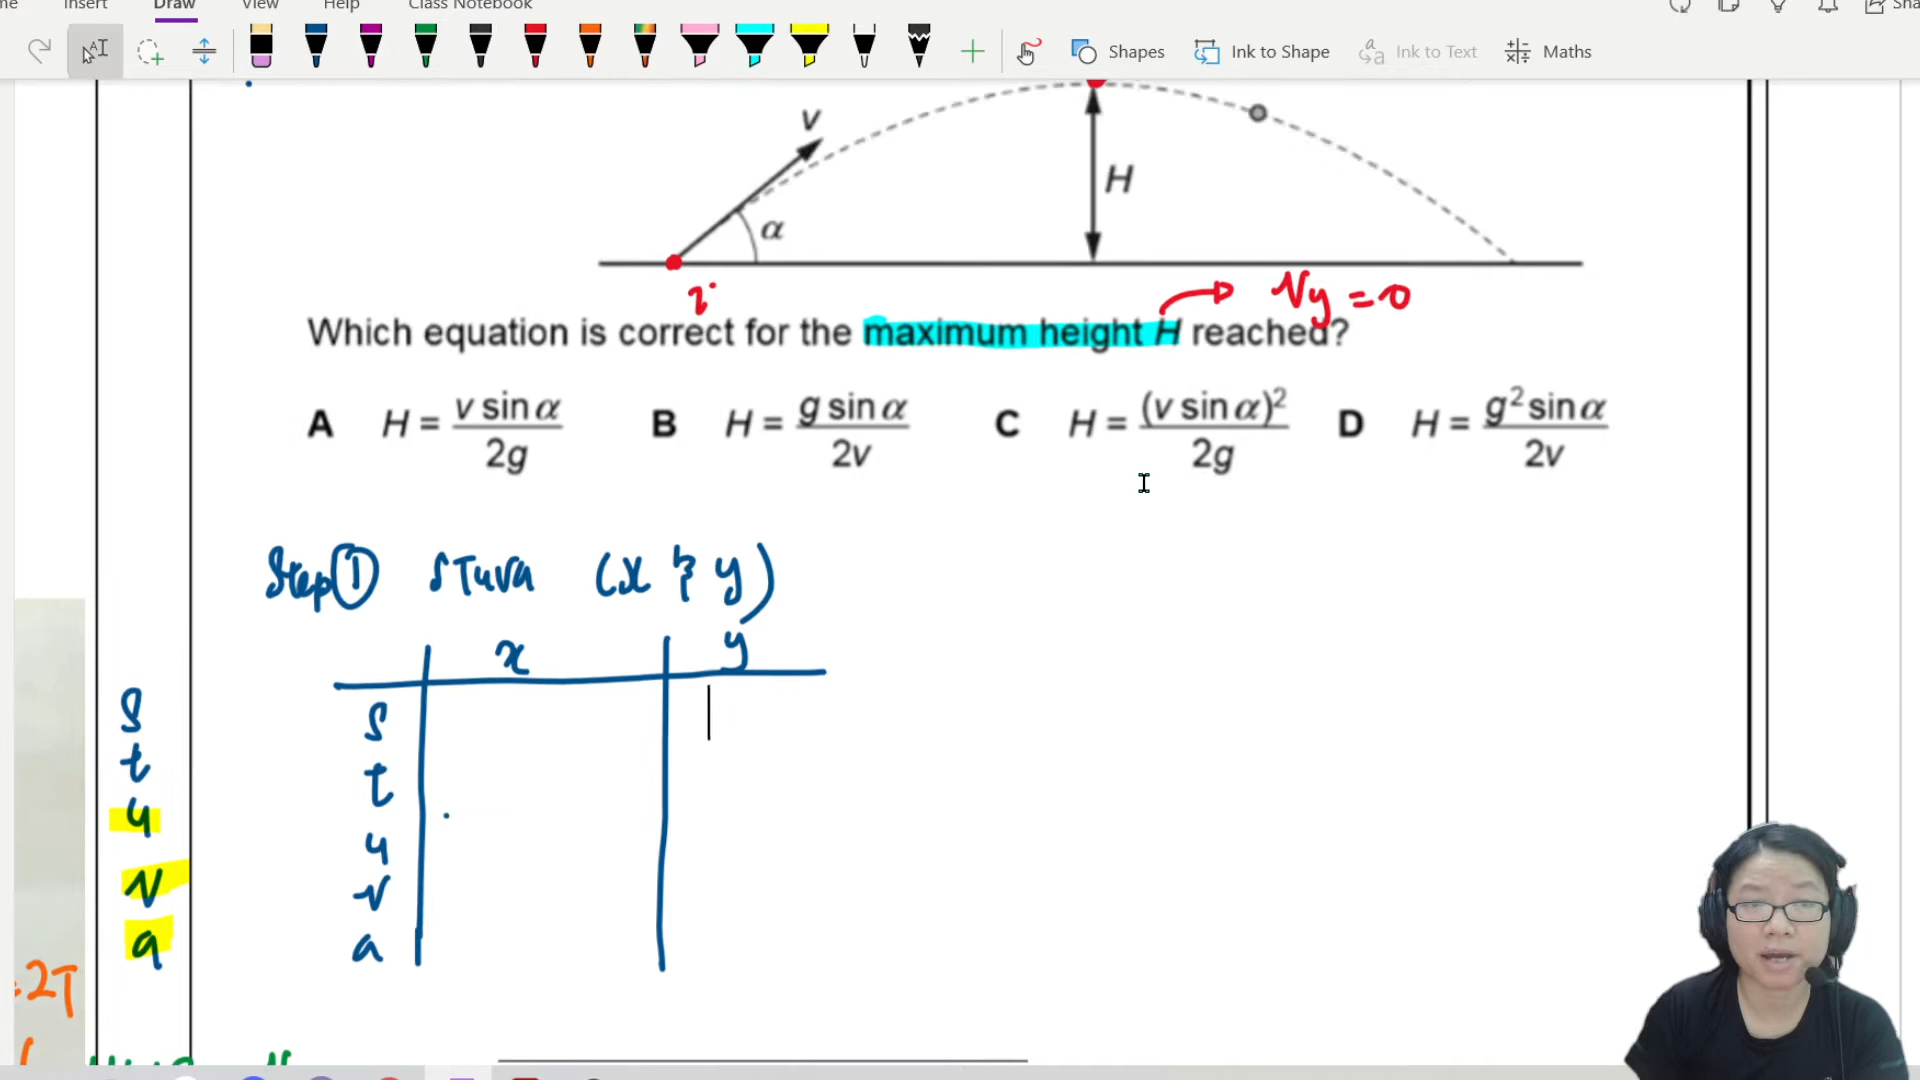 Insert Draw View Help Class Notebook
Shapes Ink to Shape Ink to Text Maths
v
H
α
i
Vy = 0
Which equation is correct for the maximum height H reached?
A H = v sin α / 2g B H = g sin α / 2v C H = (v sin α)² / 2g D H = g² sin α / 2v
Step ① STuva (x & y)
x y
s
t
u
v
a
s
t
u
v
a
2T